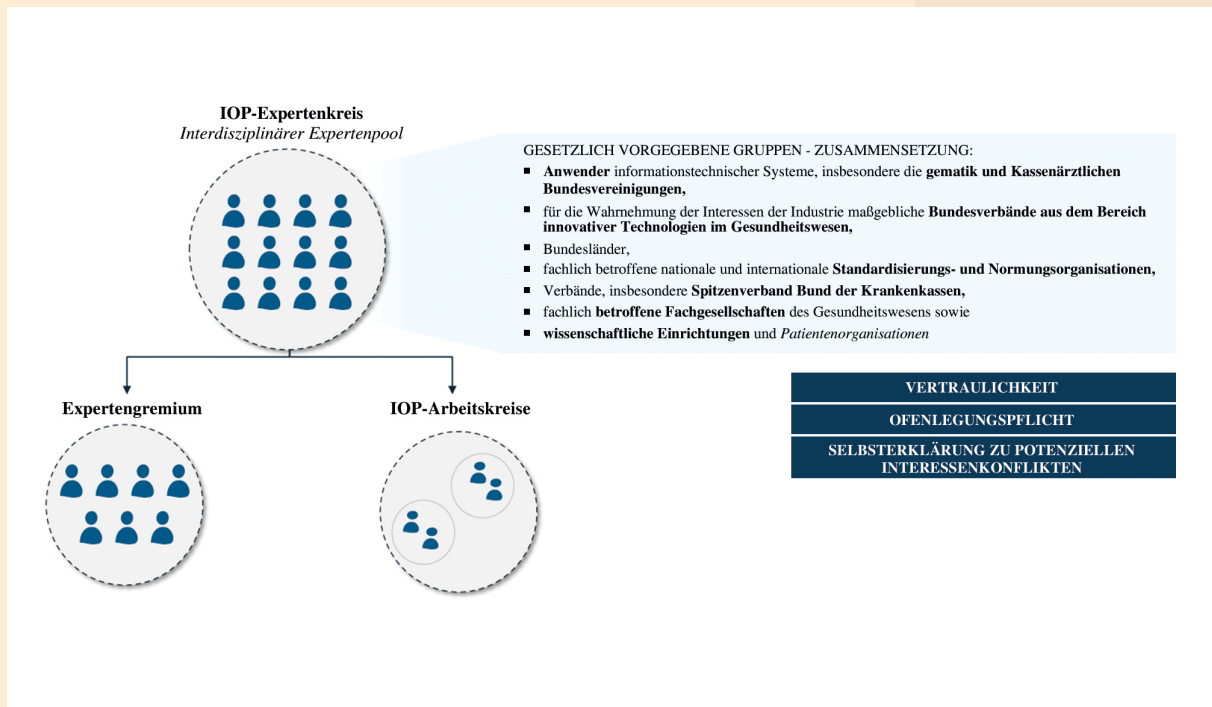 IOP-Expertenkreis
Interdisziplinärer Expertenpool
GESETZLICH VORGEGEBENE GRUPPEN - ZUSAMMENSETZUNG:
▪ Anwender informationstechnischer Systeme, insbesondere die gematik und Kassenärztlichen
Bundesvereinigungen,
▪ für die Wahrnehmung der Interessen der Industrie maßgebliche Bundesverbände aus dem Bereich
innovativer Technologien im Gesundheitswesen,
▪ Bundesländer,
▪ fachlich betroffene nationale und internationale Standardisierungs- und Normungsorganisationen,
▪ Verbände, insbesondere Spitzenverband Bund der Krankenkassen,
▪ fachlich betroffene Fachgesellschaften des Gesundheitswesens sowie
▪ wissenschaftliche Einrichtungen und Patientenorganisationen
Expertengremium
IOP-Arbeitskreise
VERTRAULICHKEIT
OFENLEGUNGSPFLICHT
SELBSTERKLÄRUNG ZU POTENZIELLEN
INTERESSENKONFLIKTEN